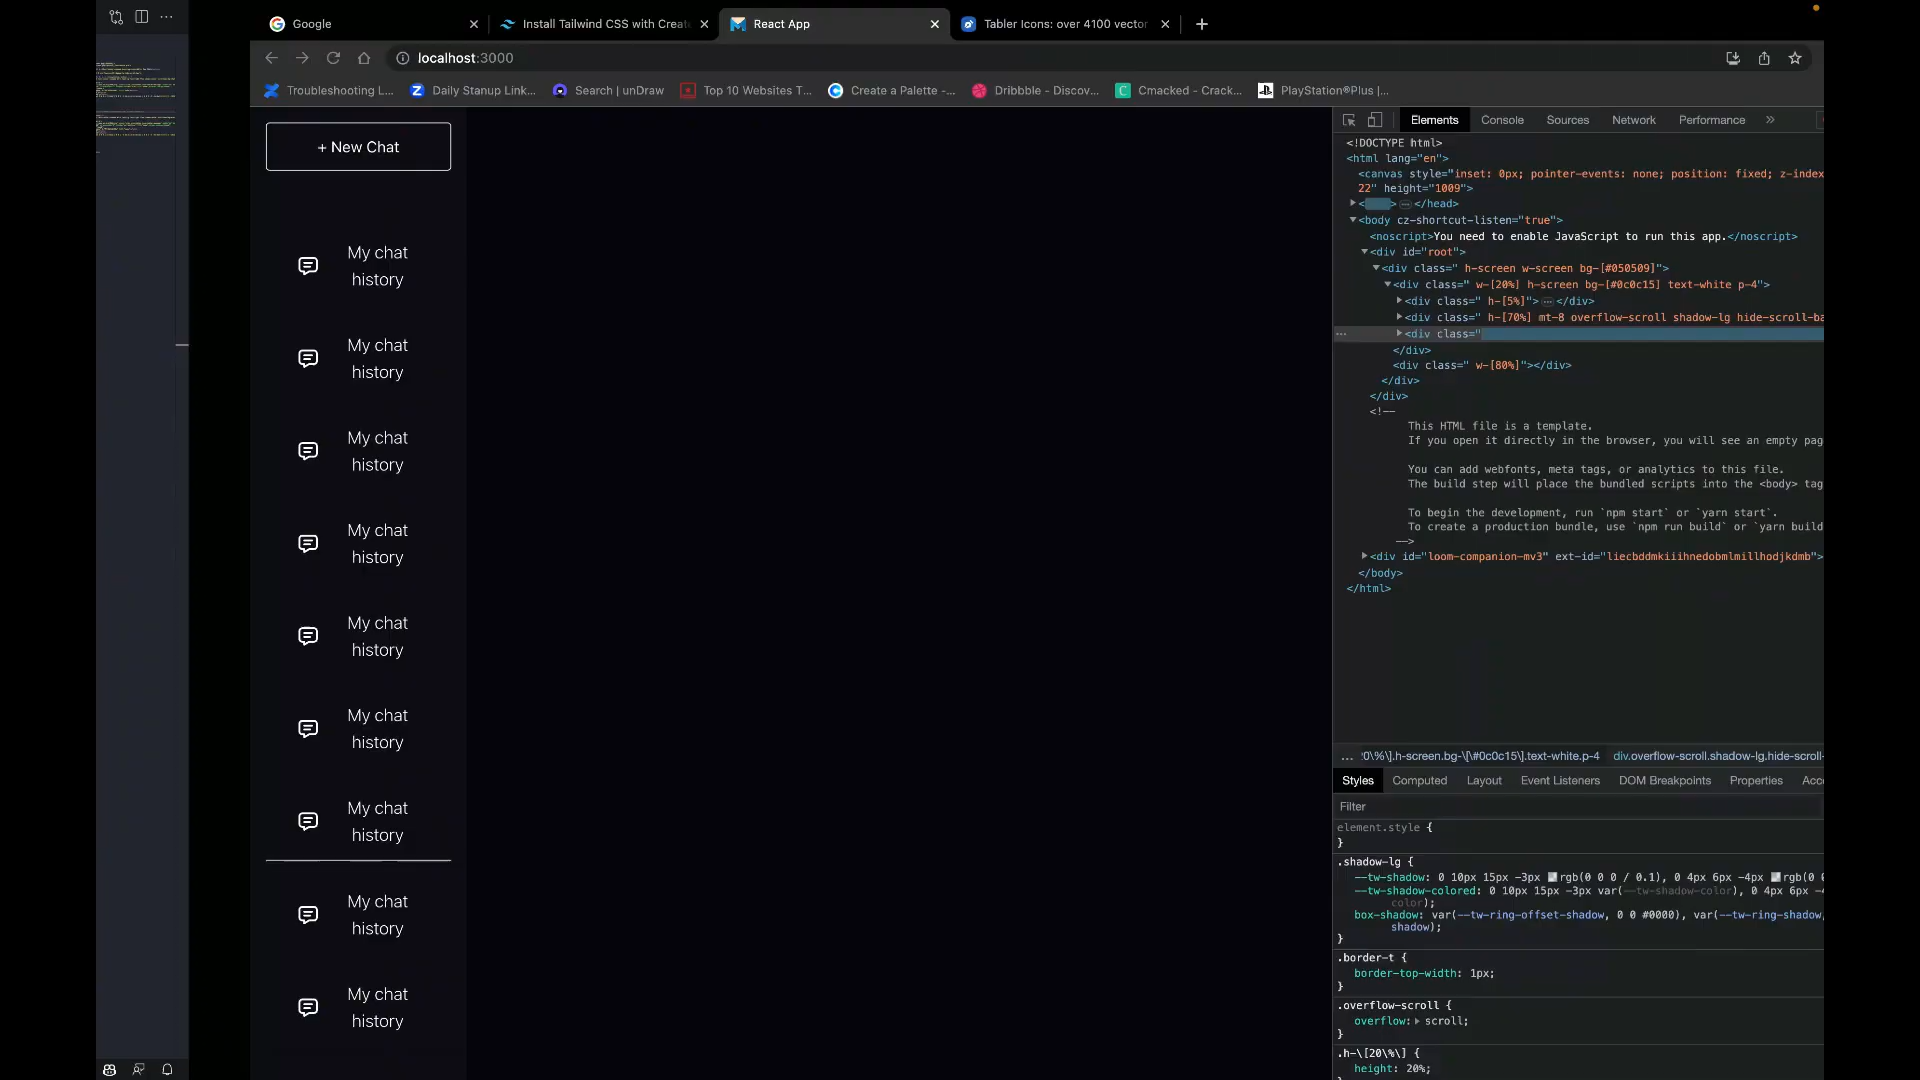 Google
Install Tailwind CSS with Create
React App
Tabler Icons: over 4100 vector
localhost:3000
Troubleshooting L...
Daily Stanup Link...
Search | unDraw
Top 10 Websites T...
Create a Palette -...
Dribbble - Discov...
Cmacked - Crack...
PlayStation®Plus |...
+ New Chat
My chat
history
My chat
history
My chat
history
My chat
history
My chat
history
My chat
history
My chat
history
My chat
history
My chat
history
Elements Console Sources Network Performance »
<!DOCTYPE html>
<html lang="en">
<canvas style="inset: 0px; pointer-events: none; position: fixed; z-index
22" height="1009">
< > … </head>
<body cz-shortcut-listen="true">
<noscript>You need to enable JavaScript to run this app.</noscript>
<div id="root">
<div class=" h-screen w-screen bg-[#050509]">
<div class=" w-[20%] h-screen bg-[#0c0c15] text-white p-4">
<div class=" h-[5%]"> … </div>
<div class=" h-[70%] mt-8 overflow-scroll shadow-lg hide-scroll-ba
<div class="
</div>
<div class=" w-[80%]"></div>
</div>
</div>
<!--
This HTML file is a template.
If you open it directly in the browser, you will see an empty pag
You can add webfonts, meta tags, or analytics to this file.
The build step will place the bundled scripts into the <body> tag
To begin the development, run `npm start` or `yarn start`.
To create a production bundle, use `npm run build` or `yarn build
-->
<div id="loom-companion-mv3" ext-id="liecbddmkiiihnedobmlmillhodjkdmb">
</body>
</html>
... !0\%\].h-screen.bg-\[\#0c0c15\].text-white.p-4 div.overflow-scroll.shadow-lg.hide-scroll-
Styles Computed Layout Event Listeners DOM Breakpoints Properties Acc
Filter
element.style {
}
.shadow-lg {
--tw-shadow: 0 10px 15px -3px rgb(0 0 0 / 0.1), 0 4px 6px -4px rgb(0 0
--tw-shadow-colored: 0 10px 15px -3px var(--tw-shadow-color), 0 4px 6px -4
color);
box-shadow: var(--tw-ring-offset-shadow, 0 0 #0000), var(--tw-ring-shadow,
shadow);
}
.border-t {
border-top-width: 1px;
}
.overflow-scroll {
overflow: scroll;
}
.h-\[20\%\] {
height: 20%;